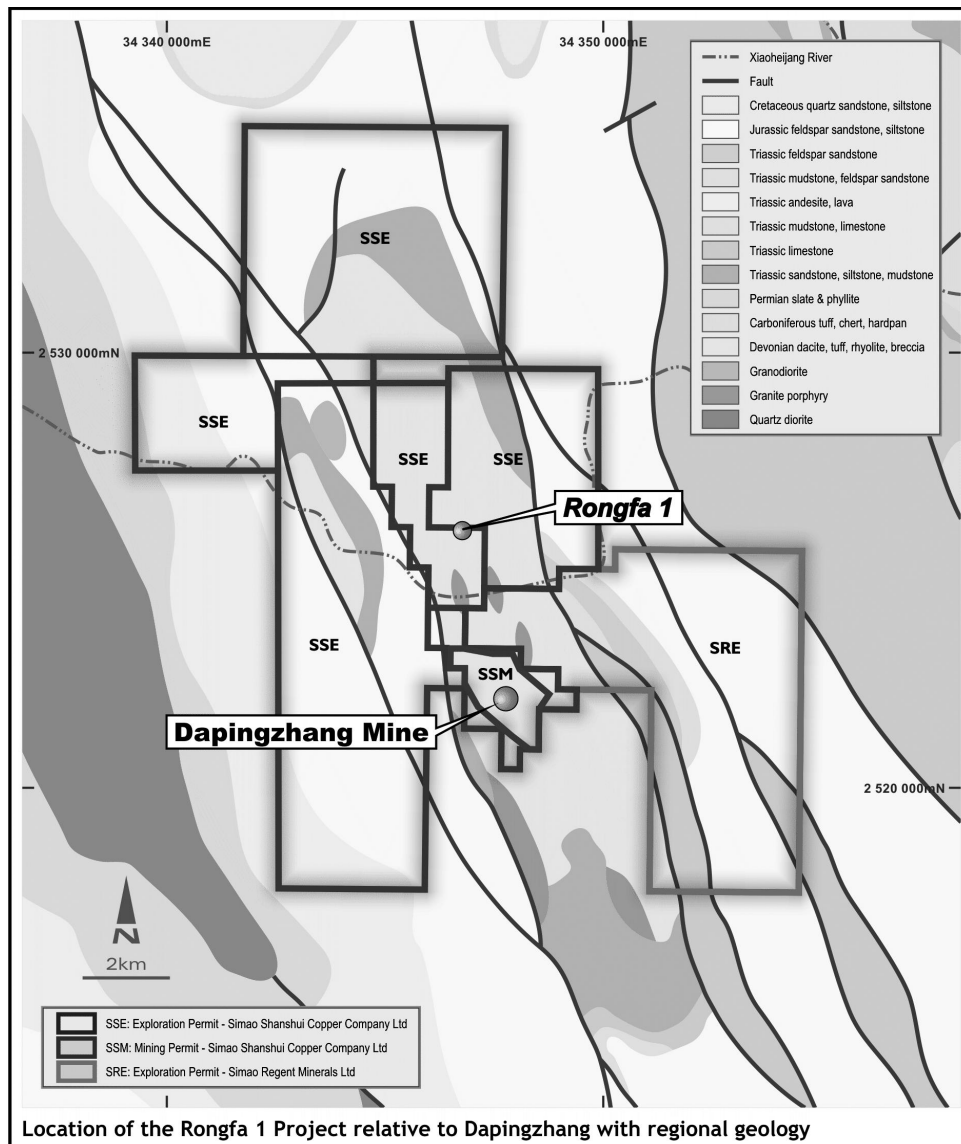 34 340 000mE
34 350 000mE
Xiaoheijang River
Fault
Cretaceous quartz sandstone, siltstone
Jurassic feldspar sandstone, siltstone
Triassic feldspar sandstone
Triassic mudstone, feldspar sandstone
Triassic andesite, lava
Triassic mudstone, limestone
Triassic limestone
Triassic sandstone, siltstone, mudstone
Permian slate & phyllite
Carboniferous tuff, chert, hardpan
Devonian dacite, tuff, rhyolite, breccia
Granodiorite
Granite porphyry
Quartz diorite
SSE
2 530 000mN
SSE
SSE
SSE
Rongfa 1
SSE
SRE
SSM
Dapingzhang Mine
2 520 000mN
N
2km
SSE: Exploration Permit - Simao Shanshui Copper Company Ltd
SSM: Mining Permit - Simao Shanshui Copper Company Ltd
SRE: Exploration Permit - Simao Regent Minerals Ltd
Location of the Rongfa 1 Project relative to Dapingzhang with regional geology